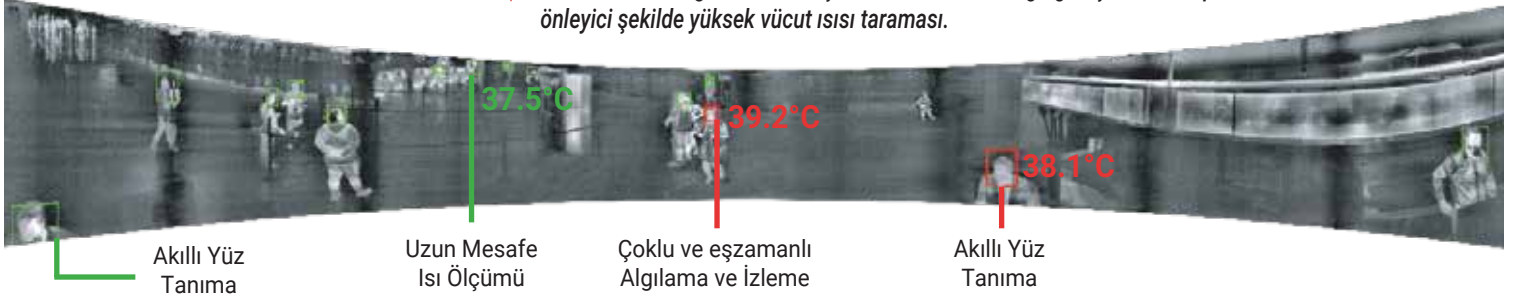 önleyici şekilde yüksek vücut ısısı taraması.
37.5°C
39.2°C
38.1°C
Akıllı Yüz
Tanıma
Uzun Mesafe
Isı Ölçümü
Çoklu ve eşzamanlı
Algılama ve İzleme
Akıllı Yüz
Tanıma